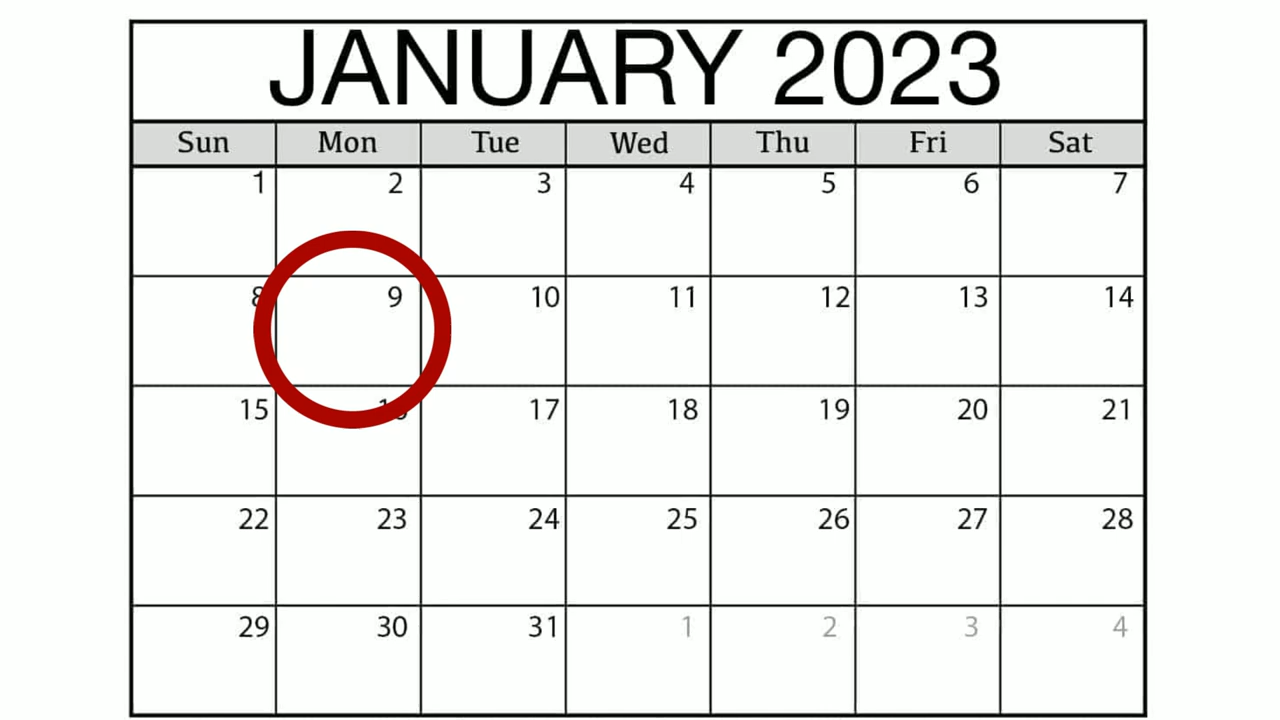 JANUARY 2023
Sun Mon Tue Wed Thu Fri Sat
1 2 3 4 5 6 7
8 9 10 11 12 13 14
15 16 17 18 19 20 21
22 23 24 25 26 27 28
29 30 31 1 2 3 4